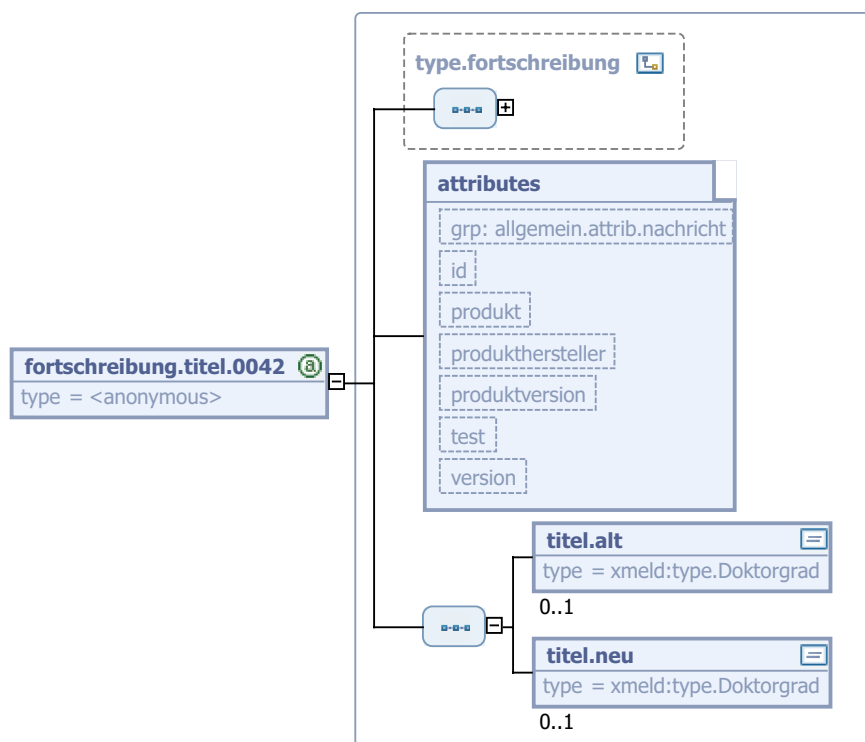 type.fortschreibung
attributes
grp: allgemein.attrib.nachricht
id
produkt
produkthersteller
produktversion
test
version
fortschreibung.titel.0042 @
type = <anonymous>
titel.alt
type = xmeld:type.Doktorgrad
0..1
titel.neu
type = xmeld:type.Doktorgrad
0..1